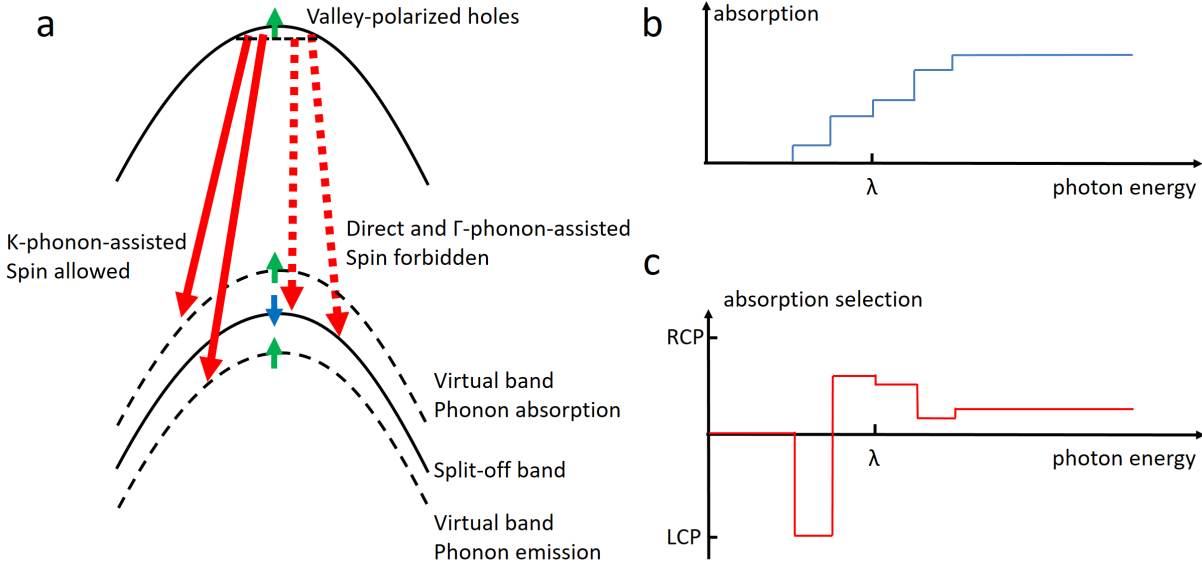 a
Valley-polarized holes
K-phonon-assisted
Spin allowed
Direct and Γ-phonon-assisted
Spin forbidden
Virtual band
Phonon absorption
Split-off band
Virtual band
Phonon emission
b
absorption
λ
photon energy
c
absorption selection
RCP
λ
photon energy
LCP